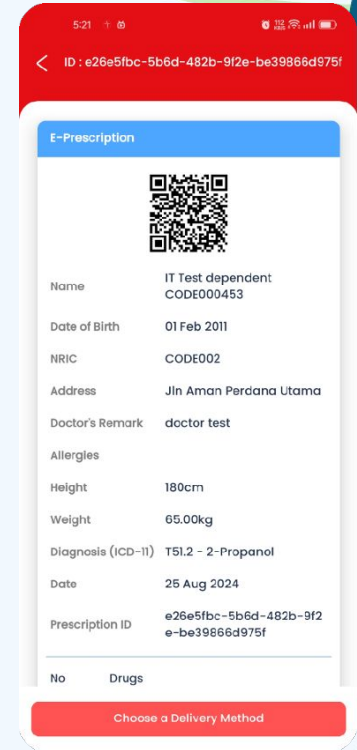 5:21
112 KB/s
ID : e26e5fbc-5b6d-482b-9f2e-be39866d975f
E-Prescription
Name IT Test dependent
CODE000453
Date of Birth 01 Feb 2011
NRIC CODE002
Address Jln Aman Perdana Utama
Doctor's Remark doctor test
Allergies
Height 180cm
Weight 65.00kg
Diagnosis (ICD-11) T51.2 - 2-Propanol
Date 25 Aug 2024
Prescription ID e26e5fbc-5b6d-482b-9f2
e-be39866d975f
No Drugs
Choose a Delivery Method